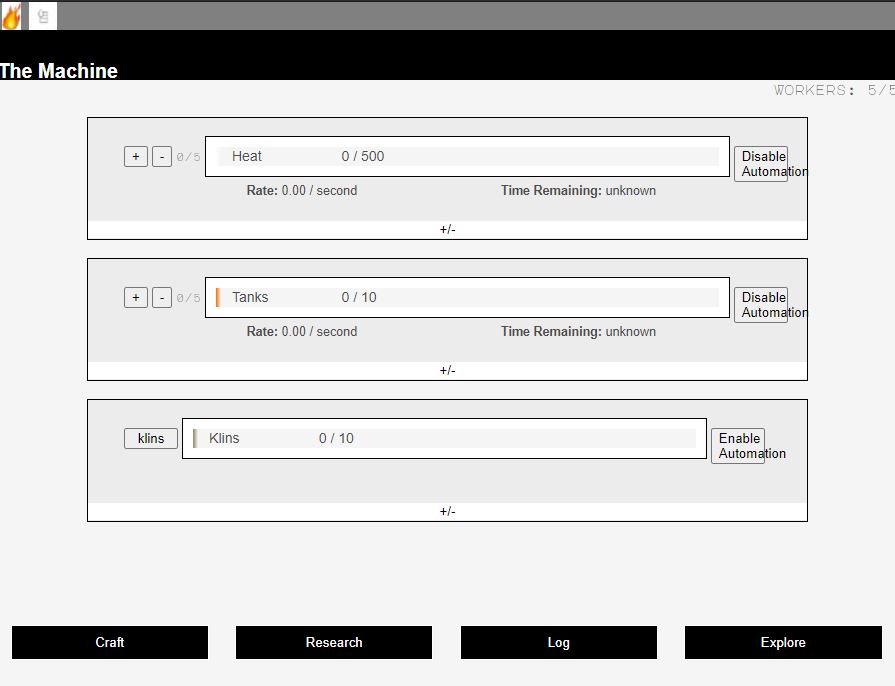 The Machine
WORKERS: 5/5
+ - 0/5 Heat 0 / 500 Disable
Automation
Rate: 0.00 / second Time Remaining: unknown
+/-
+ - 0/5 Tanks 0 / 10 Disable
Automation
Rate: 0.00 / second Time Remaining: unknown
+/-
klins Klins 0 / 10 Enable
Automation
+/-
Craft Research Log Explore